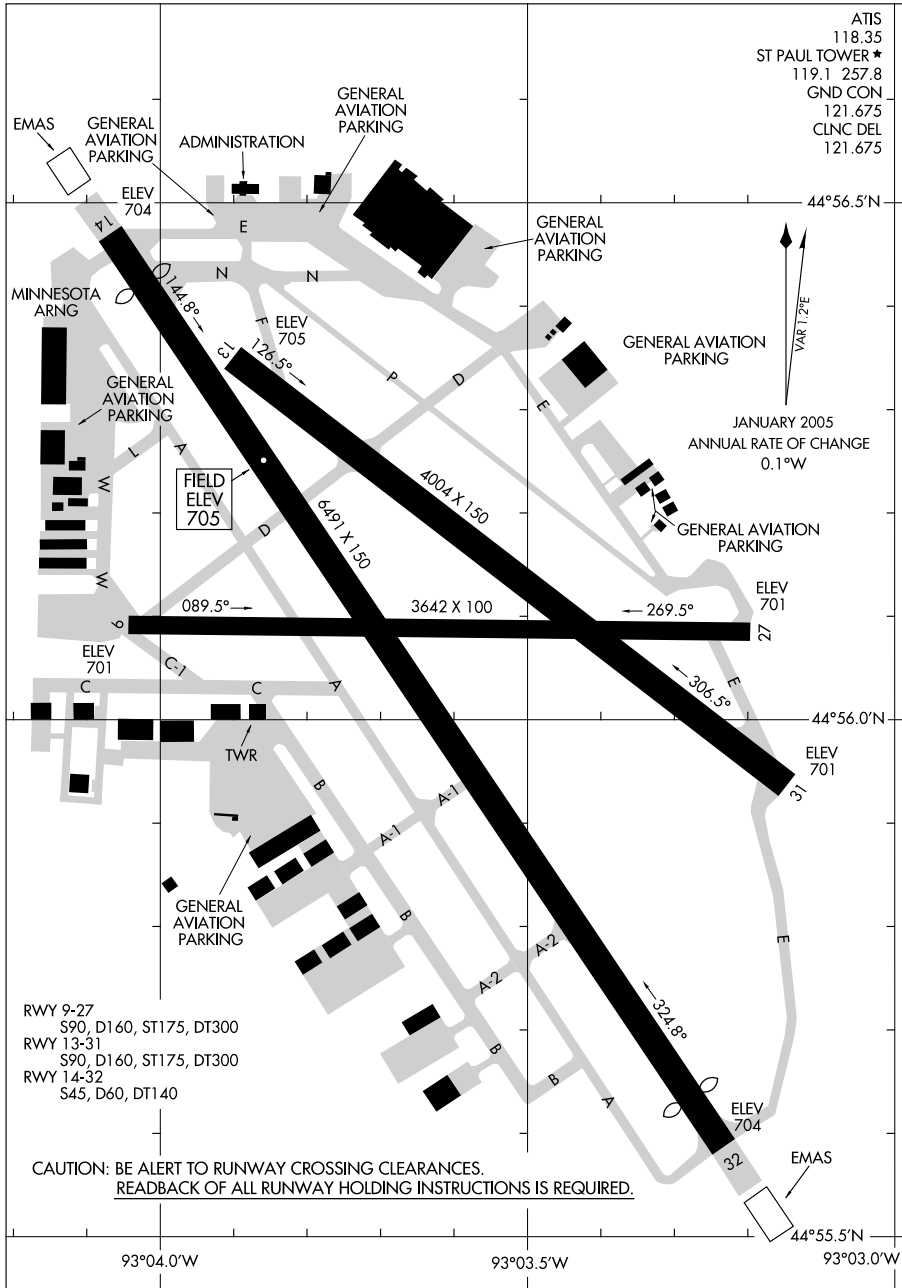 ATIS
118.35
ST PAUL TOWER ★
119.1 257.8
GND CON
121.675
CLNC DEL
121.675
EMAS
GENERAL
AVIATION
PARKING
ADMINISTRATION
GENERAL
AVIATION
PARKING
ELEV
704
44°56.5'N
14
E
GENERAL
AVIATION
PARKING
N
N
144.8°
MINNESOTA
ARNG
F
ELEV
705
13
126.5°
VAR 1.2°E
GENERAL AVIATION
PARKING
P
D
E
JANUARY 2005
ANNUAL RATE OF CHANGE
0.1°W
GENERAL
AVIATION
PARKING
L
A
W
FIELD
ELEV
705
D
6491 X 150
4004 X 150
GENERAL AVIATION
PARKING
W
ELEV
701
089.5°
3642 X 100
269.5°
9
27
ELEV
701
C-1
E
306.5°
C
C
A
44°56.0'N
TWR
ELEV
701
31
B
A-1
A-1
GENERAL
AVIATION
PARKING
B
A-2
A-2
E
324.8°
RWY 9-27
S90, D160, ST175, DT300
RWY 13-31
S90, D160, ST175, DT300
RWY 14-32
S45, D60, DT140
B
B
A
ELEV
704
32
EMAS
CAUTION: BE ALERT TO RUNWAY CROSSING CLEARANCES.
READBACK OF ALL RUNWAY HOLDING INSTRUCTIONS IS REQUIRED.
44°55.5'N
93°04.0'W
93°03.5'W
93°03.0'W